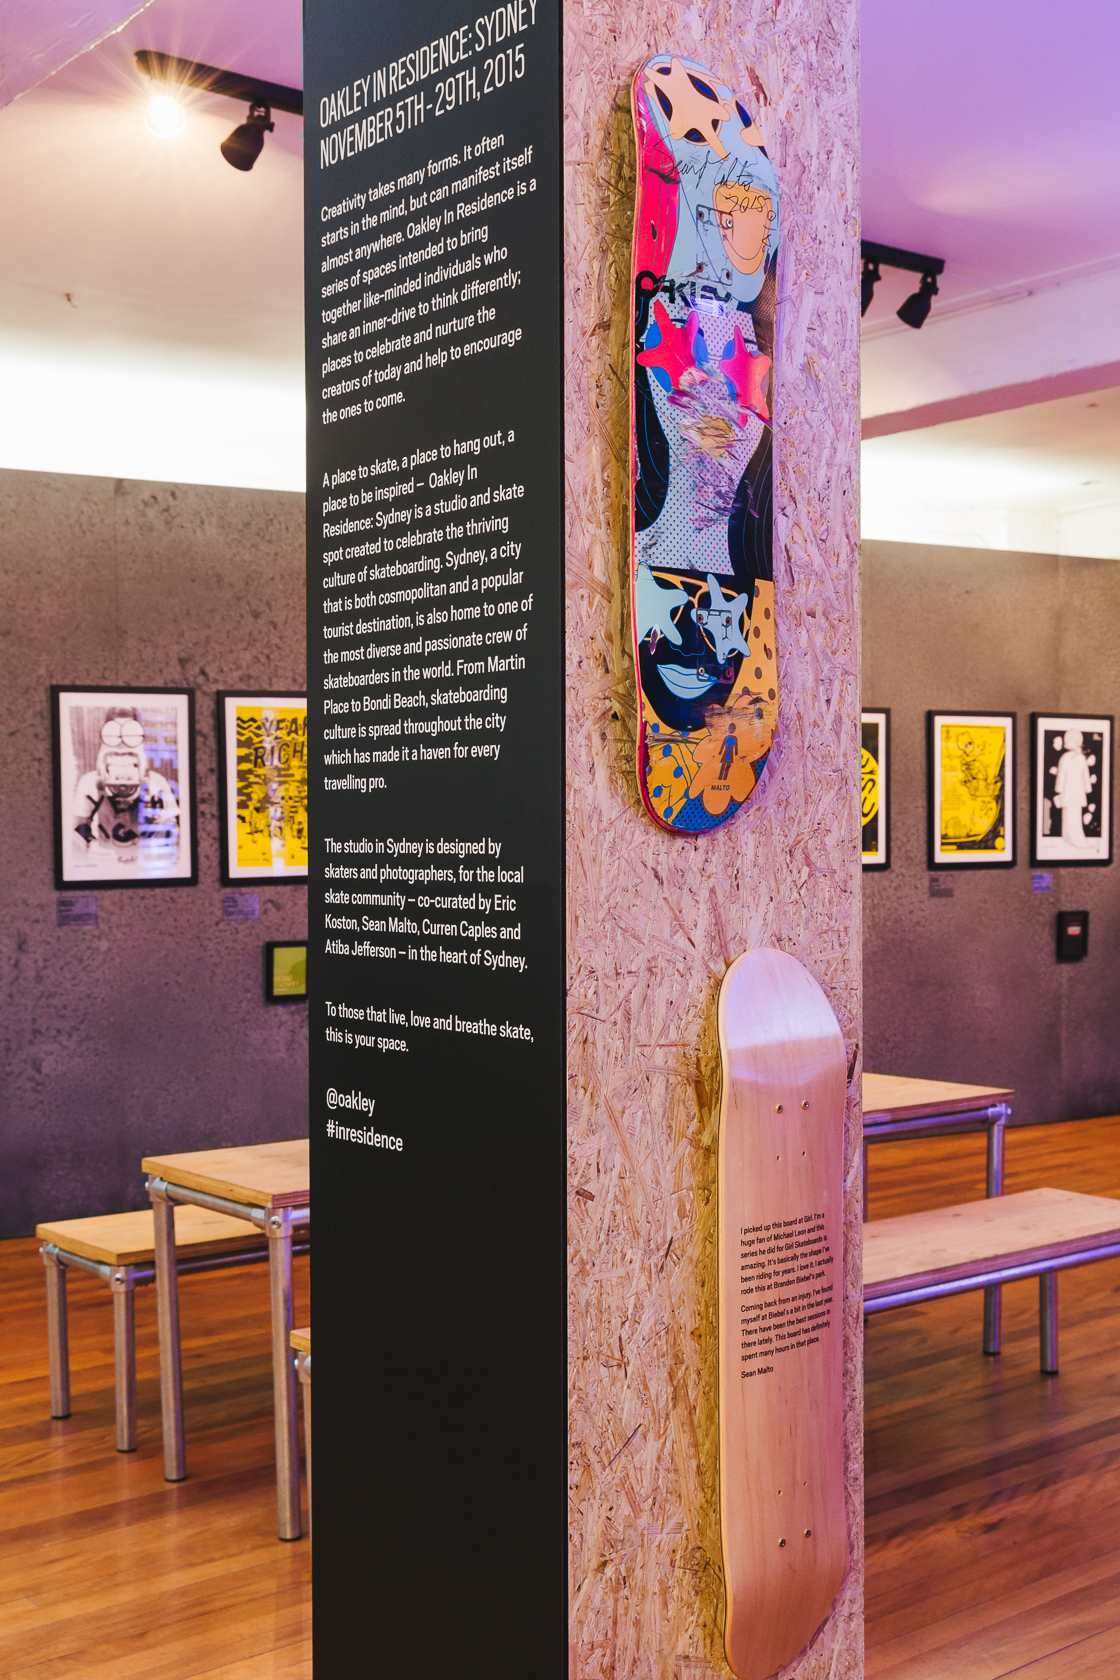 OAKLEY IN RESIDENCE: SYDNEY
NOVEMBER 5TH - 29TH, 2015
Creativity takes many forms. It often
starts in the mind, but can manifest itself
almost anywhere. Oakley In Residence is a
series of spaces intended to bring
together like-minded individuals who
share an inner-drive to think differently;
places to celebrate and nurture the
creators of today and help to encourage
the ones to come.
A place to skate, a place to hang out, a
place to be inspired – Oakley In
Residence: Sydney is a studio and skate
spot created to celebrate the thriving
culture of skateboarding. Sydney, a city
that is both cosmopolitan and a popular
tourist destination, is also home to one of
the most diverse and passionate crew of
skateboarders in the world. From Martin
Place to Bondi Beach, skateboarding
culture is spread throughout the city
which has made it a haven for every
travelling pro.
The studio in Sydney is designed by
skaters and photographers, for the local
skate community – co-curated by Eric
Koston, Sean Malto, Curren Caples and
Atiba Jefferson – in the heart of Sydney.
To those that live, love and breathe skate,
this is your space.
@oakley
#inresidence
Sean Malto
2015
OAKLEY
MALTO
I picked up this board at Girl. I'm a
huge fan of Michael Leon and this
series he did for Girl Skateboards is
amazing. It's basically the shape I've
been riding for years. I love it. I actually
rode this at Branden Biebel's park.
Coming back from an injury, I've found
myself at Biebel's a bit in the last year.
There have been the best sessions in
there lately. This board has definitely
spent many hours in that place.
Sean Malto
YEAH
RICH